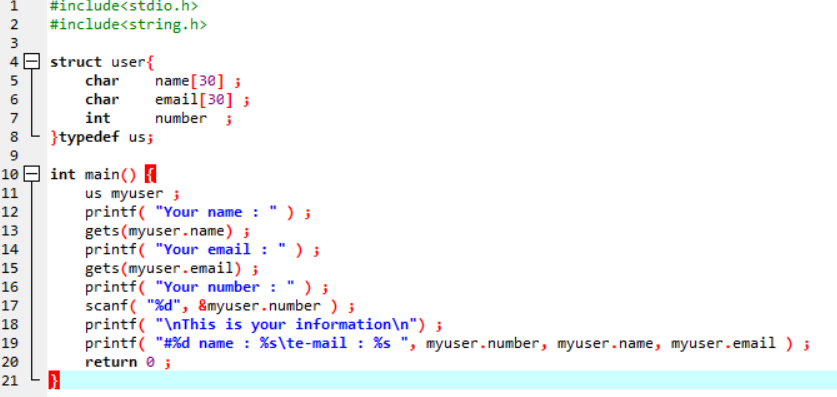 1 #include<stdio.h>
2 #include<string.h>
3
4 struct user{
5 char name[30] ;
6 char email[30] ;
7 int number ;
8 }typedef us;
9
10 int main() {
11 us myuser ;
12 printf( "Your name : " ) ;
13 gets(myuser.name) ;
14 printf( "Your email : " ) ;
15 gets(myuser.email) ;
16 printf( "Your number : " ) ;
17 scanf( "%d", &myuser.number ) ;
18 printf( "\nThis is your information\n") ;
19 printf( "#%d name : %s\te-mail : %s ", myuser.number, myuser.name, myuser.email ) ;
20 return 0 ;
21 }